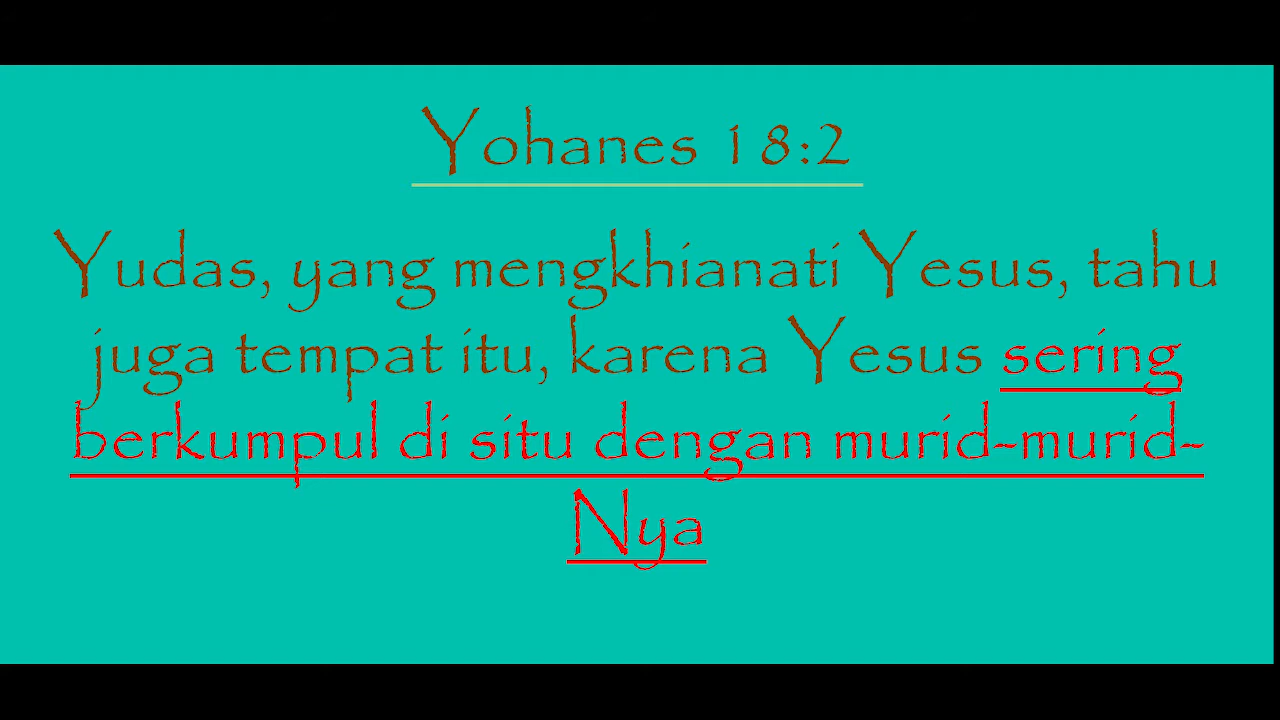 Yohanes 18:2
Yudas, yang mengkhianati Yesus, tahu
juga tempat itu, karena Yesus sering
berkumpul di situ dengan murid-murid-
Nya